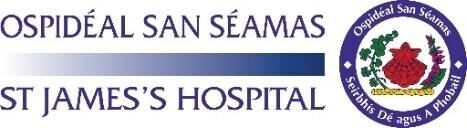 OSPIDÉAL SAN SÉAMAS
ST JAMES'S HOSPITAL
Ospidéal San Séamas
Seirbhís Dé agus A Phobail